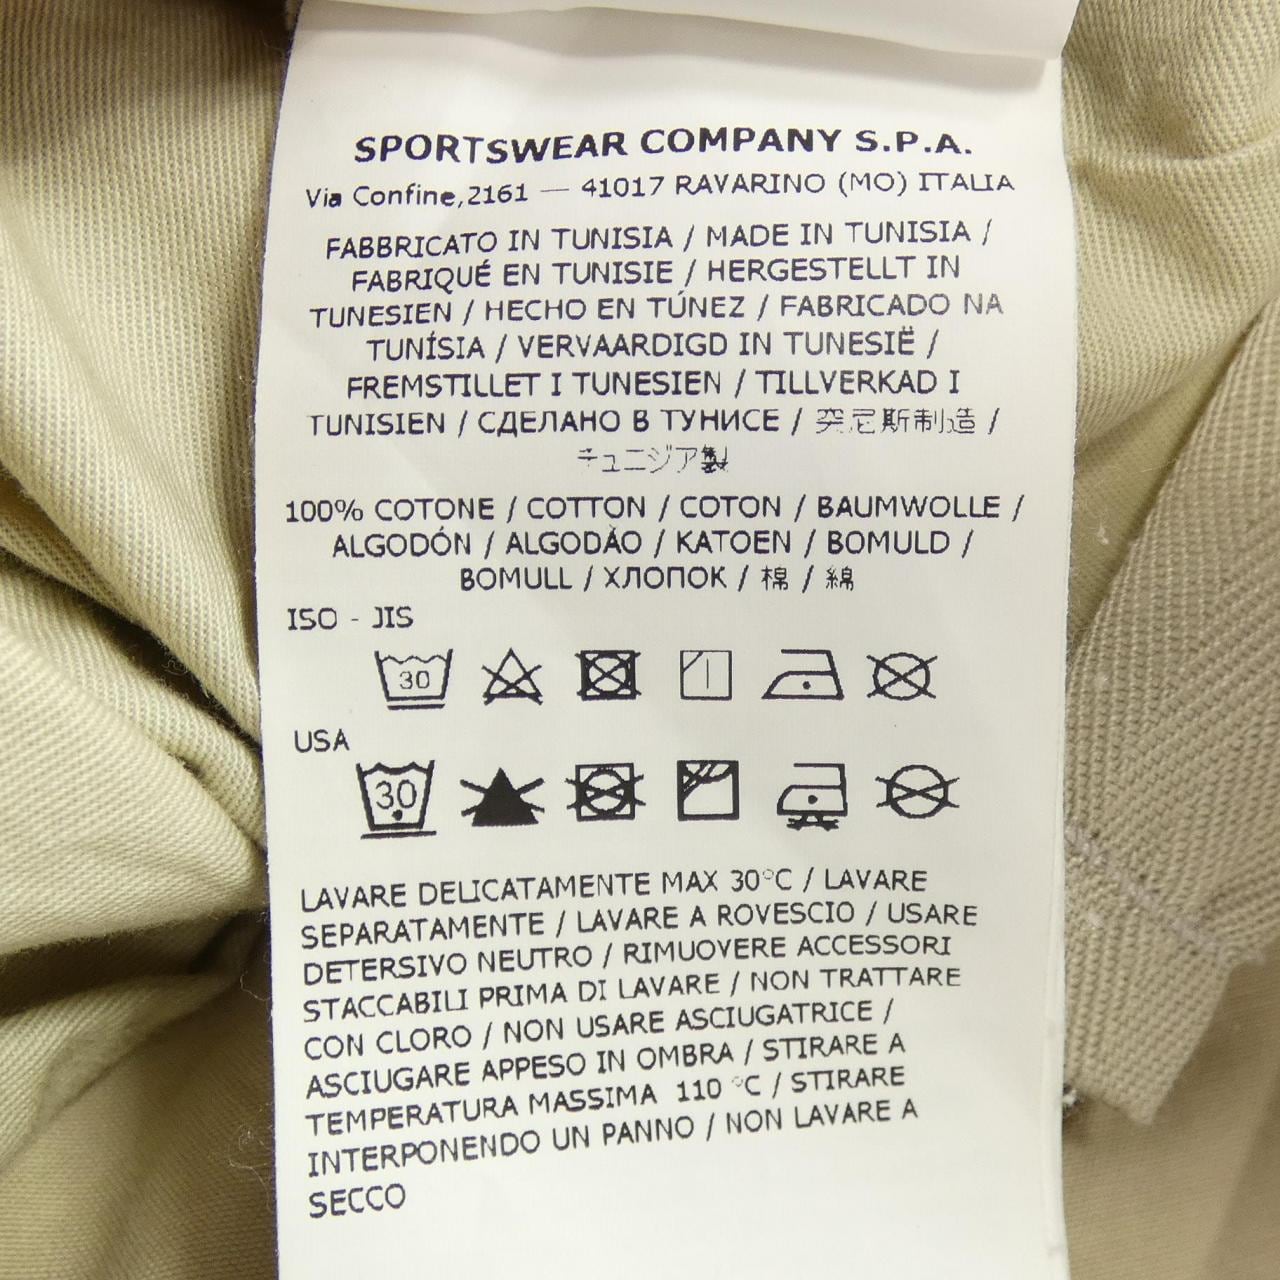 SPORTSWEAR COMPANY S.P.A.
Via Confine,2161 — 41017 RAVARINO (MO) ITALIA
FABBRICATO IN TUNISIA / MADE IN TUNISIA /
FABRIQUÉ EN TUNISIE / HERGESTELLT IN
TUNESIEN / HECHO EN TÚNEZ / FABRICADO NA
TUNÍSIA / VERVAARDIGD IN TUNESIË /
FREMSTILLET I TUNESIEN / TILLVERKAD I
TUNISIEN / СДЕЛАНО В ТУНИСЕ / 突尼斯制造 /
チュニジア製
100% COTONE / COTTON / COTON / BAUMWOLLE /
ALGODÓN / ALGODÃO / KATOEN / BOMULD /
BOMULL / ХЛОПОК / 棉 / 綿
ISO - JIS
30
USA
30
LAVARE DELICATAMENTE MAX 30°C / LAVARE
SEPARATAMENTE / LAVARE A ROVESCIO / USARE
DETERSIVO NEUTRO / RIMUOVERE ACCESSORI
STACCABILI PRIMA DI LAVARE / NON TRATTARE
CON CLORO / NON USARE ASCIUGATRICE /
ASCIUGARE APPESO IN OMBRA / STIRARE A
TEMPERATURA MASSIMA 110 °C / STIRARE
INTERPONENDO UN PANNO / NON LAVARE A
SECCO